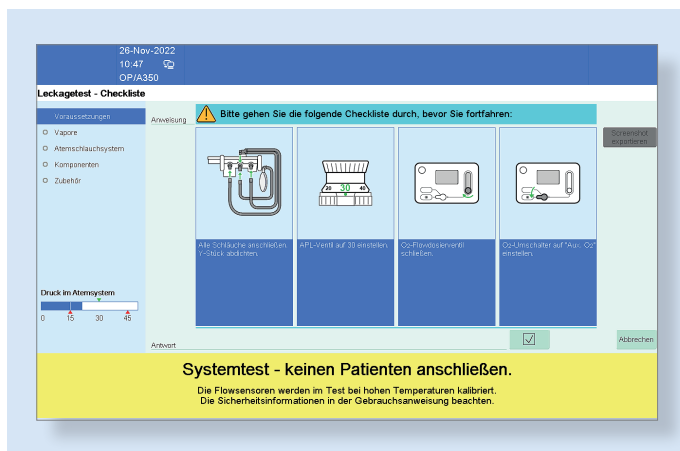 26-Nov-2022
10:47
OP/A350
Leckagetest - Checkliste
Voraussetzungen
Vapore
Atemschlauchsystem
Komponenten
Zubehör
Druck im Atemsystem
0 15 30 45
Anweisung
Bitte gehen Sie die folgende Checkliste durch, bevor Sie fortfahren:
20 30 40
Alle Schläuche anschließen.
Y-Stück abdichten.
APL-Ventil auf 30 einstellen.
O₂-Flowdosierventil
schließen.
O₂-Umschalter auf "Aux. O₂"
einstellen.
Screenshot
exportieren
Antwort
Abbrechen
Systemtest - keinen Patienten anschließen.
Die Flowsensoren werden im Test bei hohen Temperaturen kalibriert.
Die Sicherheitsinformationen in der Gebrauchsanweisung beachten.